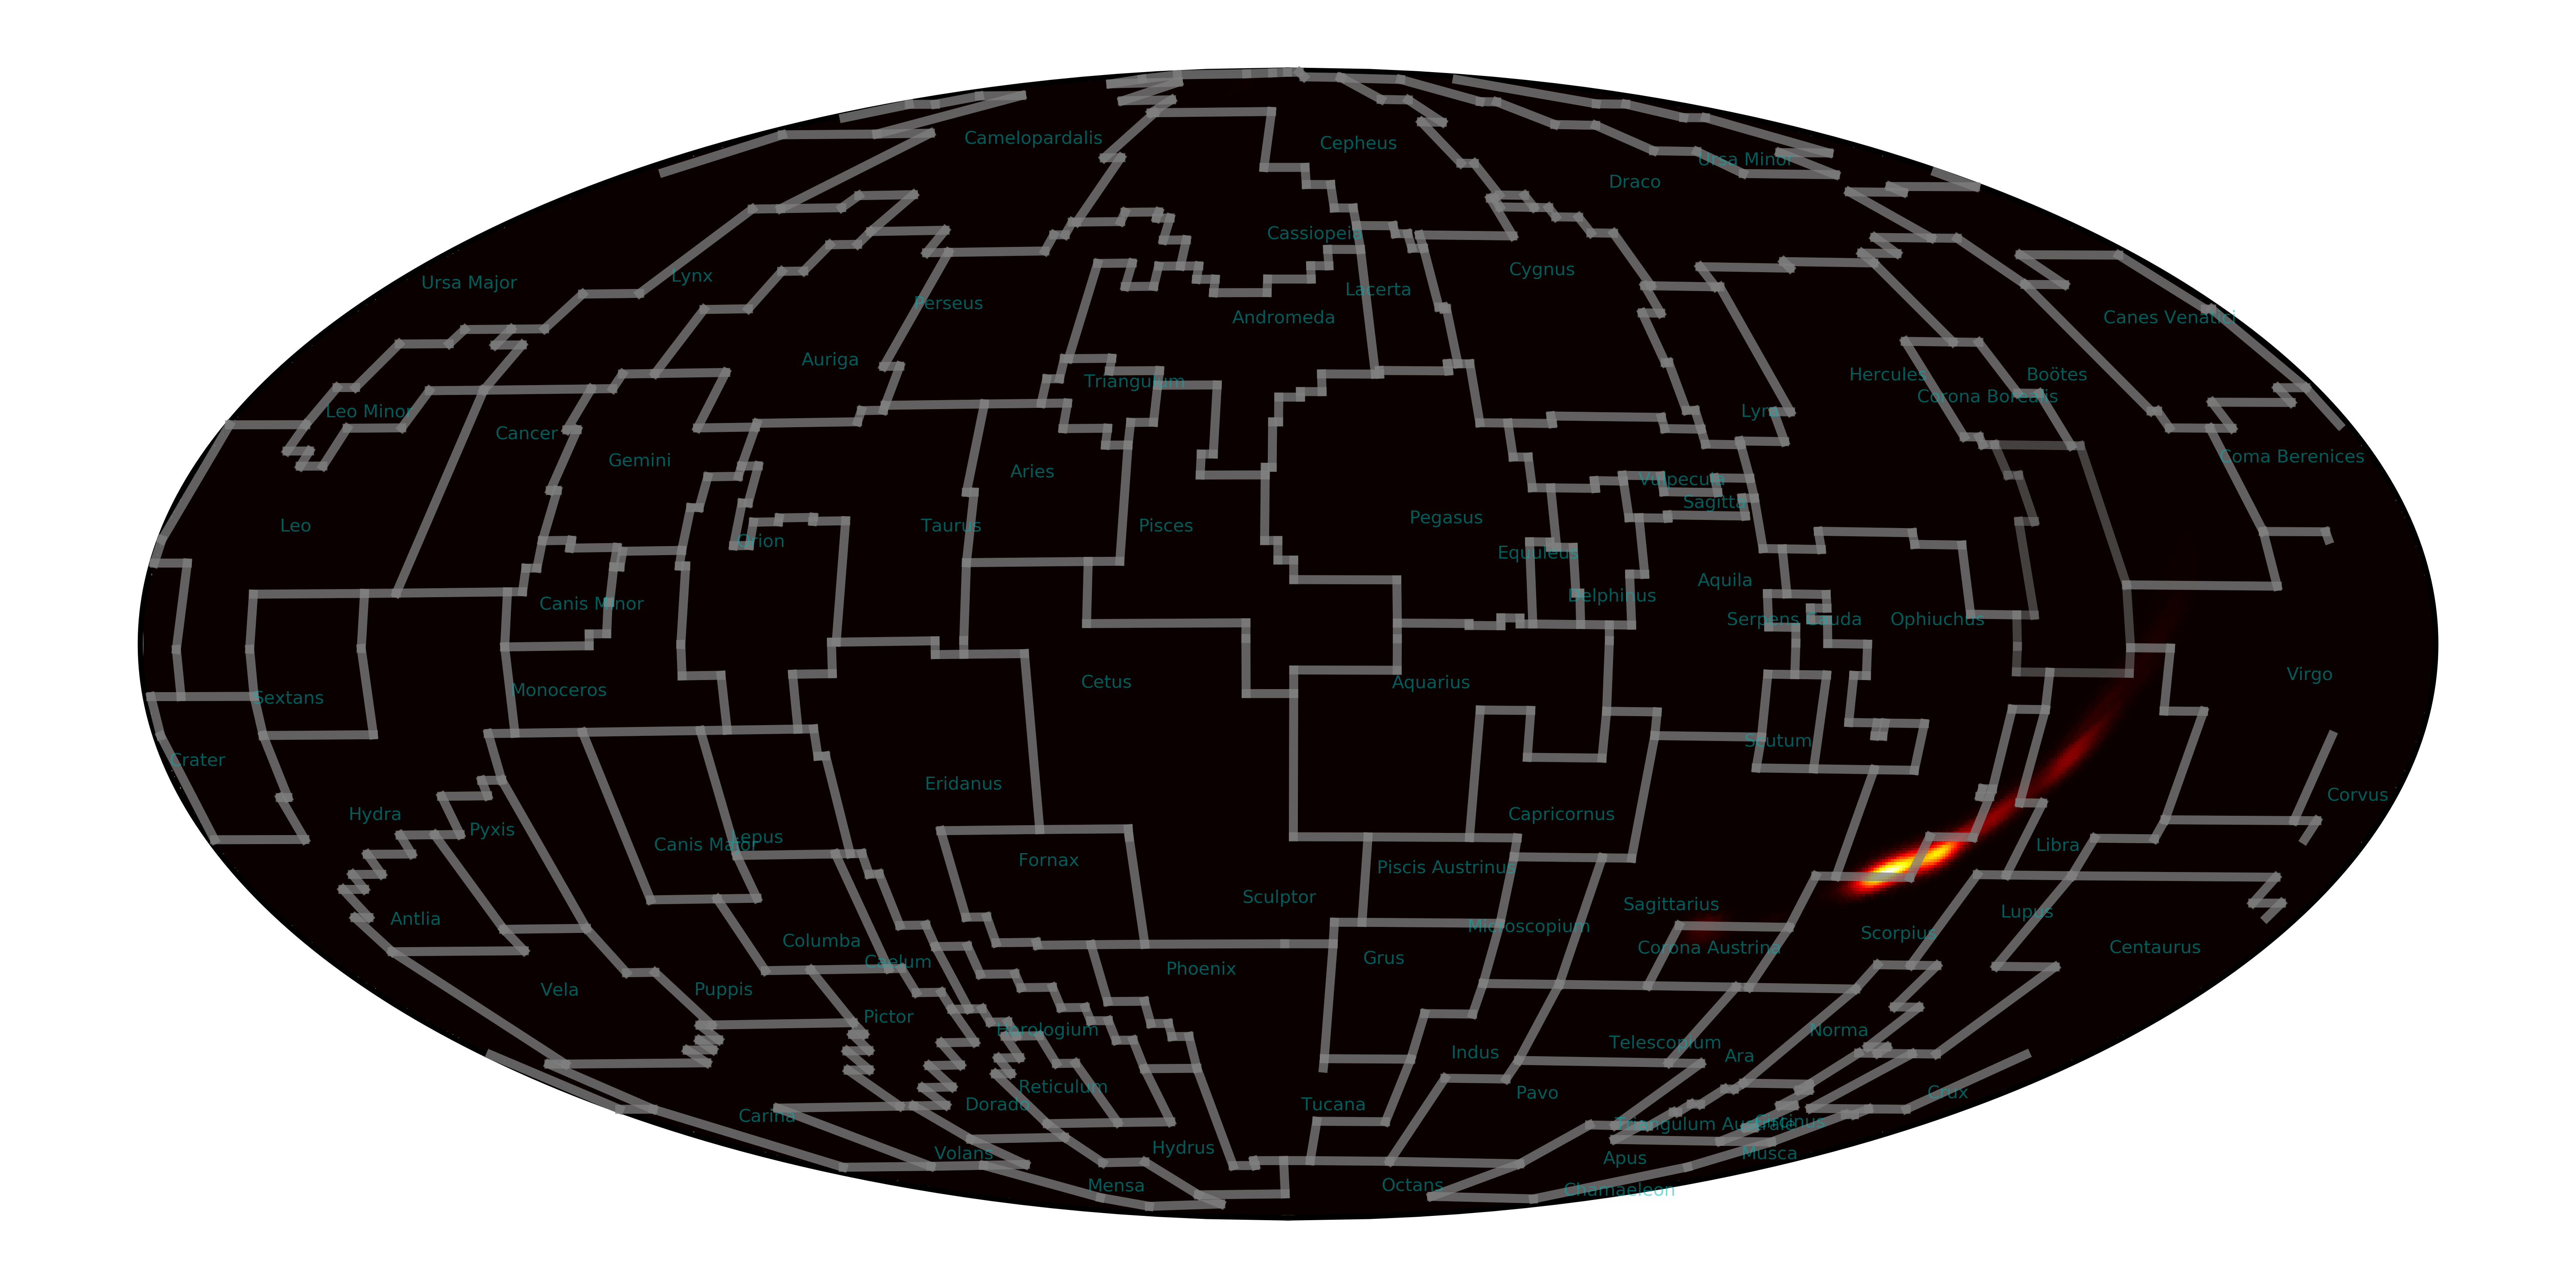 Camelopardalis
Cepheus
Ursa Minor
Draco
Cassiopeia
Cygnus
Lynx
Ursa Major
Lacerta
Perseus
Andromeda
Canes Venatici
Auriga
Triangulum
Hercules
Boötes
Corona Borealis
Leo Minor
Lyra
Cancer
Gemini
Coma Berenices
Aries
Vulpecula
Sagitta
Pegasus
Leo
Taurus
Pisces
Orion
Equuleus
Aquila
Delphinus
Canis Minor
Serpens Cauda
Ophiuchus
Virgo
Cetus
Aquarius
Monoceros
Sextans
Scutum
Crater
Eridanus
Corvus
Hydra
Capricornus
Pyxis
Lepus
Canis Major
Libra
Fornax
Piscis Austrinus
Sculptor
Sagittarius
Lupus
Antlia
Microscopium
Scorpius
Columba
Corona Austrina
Centaurus
Grus
Caelum
Phoenix
Vela
Puppis
Pictor
Horologium
Norma
Telescopium
Indus
Ara
Reticulum
Pavo
Crux
Dorado
Tucana
Carina
Triangulum Australe
Circinus
Hydrus
Volans
Musca
Apus
Mensa
Octans
Chamaeleon